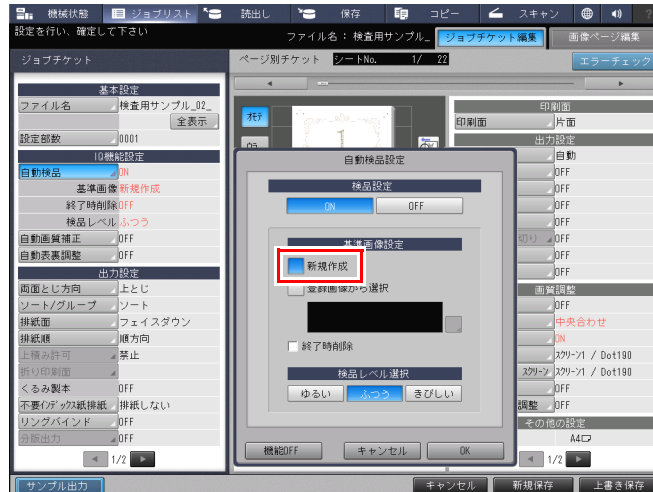 機械状態 ジョブリスト 読出し 保存 コピー スキャン
設定を行い、確定して下さい
ファイル名：検査用サンプル_ ジョブチケット編集 画像ページ編集
ジョブチケット
ページ別チケット シートNo. 1/ 22 エラーチェック
基本設定
ファイル名 検査用サンプル_02_
全表示
設定部数 0001
IQ機能設定
自動検品 ON
基準画像 新規作成
終了時削除 OFF
検品レベル ふつう
自動画質補正 OFF
自動表裏調整 OFF
出力設定
両面とじ方向 上とじ
ソート/グループ ソート
排紙面 フェイスダウン
排紙順 順方向
上積み許可 禁止
折り印刷面
くるみ製本 OFF
不要ｲﾝﾃﾞｯｸｽ紙排紙 排紙しない
リングバインド OFF
分版出力 OFF
1/2
ｵﾓﾃ
1
自動検品設定
検品設定
ON OFF
基準画像設定
新規作成
登録画像から選択
終了時削除
検品レベル選択
ゆるい ふつう きびしい
機能OFF キャンセル OK
印刷面
印刷面 片面
出力設定
自動
OFF
OFF
OFF
切り OFF
OFF
OFF
画質調整
OFF
中央合わせ
ON
ｽｸﾘｰﾝ1 / Dot190
ｽｸﾘｰﾝ ｽｸﾘｰﾝ1 / Dot190
OFF
調整 OFF
その他の設定
A4
1/2
サンプル出力 キャンセル 新規保存 上書き保存